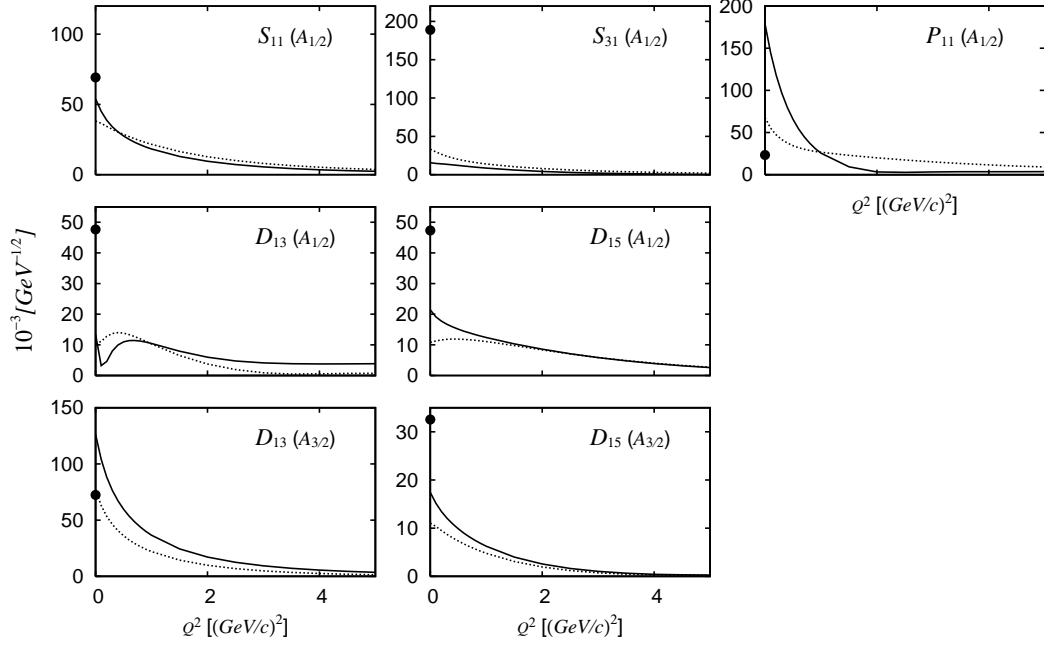 120
100
50
0
S₁₁ (A₁/₂)
200
150
100
50
0
S₃₁ (A₁/₂)
200
150
100
50
0
P₁₁ (A₁/₂)
Q² [(GeV/c)²]
10⁻³ [GeV⁻¹/²]
50
40
30
20
10
0
D₁₃ (A₁/₂)
50
40
30
20
10
0
D₁₅ (A₁/₂)
150
100
50
0
D₁₃ (A₃/₂)
0 2 4
Q² [(GeV/c)²]
30
20
10
0
D₁₅ (A₃/₂)
0 2 4
Q² [(GeV/c)²]